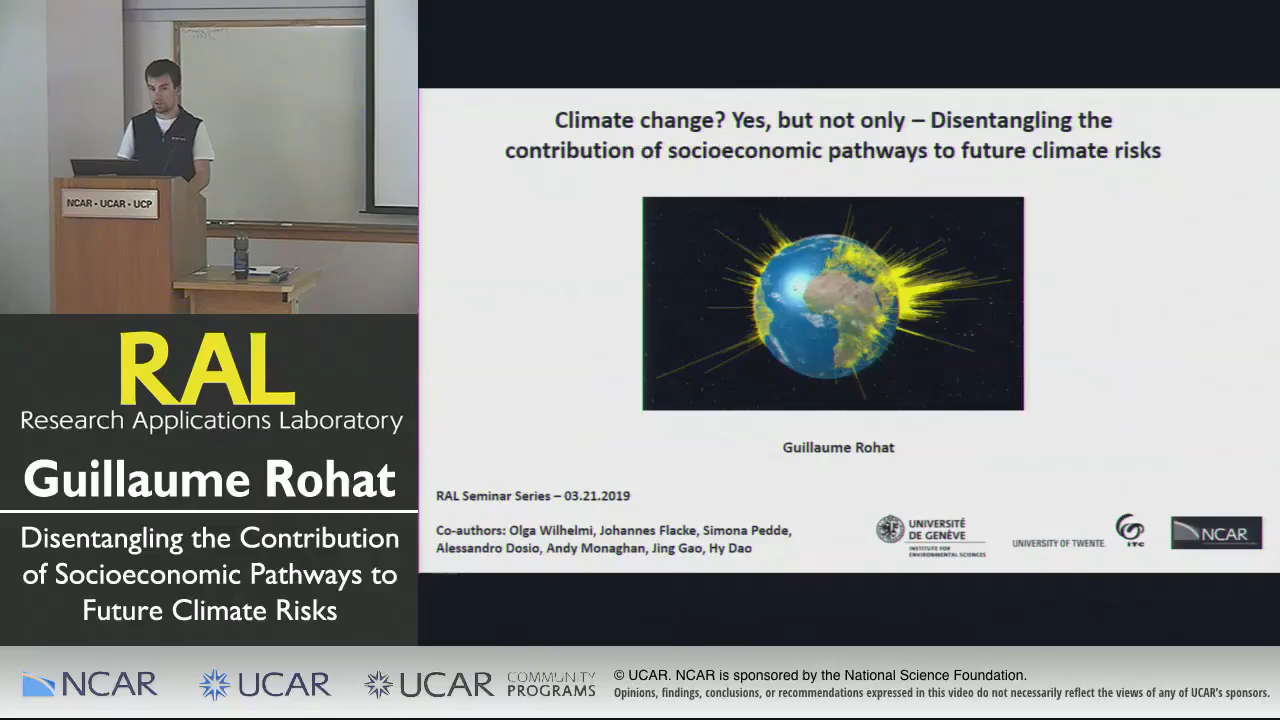 NCAR • UCAR • UCP
RAL
Research Applications Laboratory
Guillaume Rohat
Disentangling the Contribution
of Socioeconomic Pathways to
Future Climate Risks
Climate change? Yes, but not only – Disentangling the
contribution of socioeconomic pathways to future climate risks
Guillaume Rohat
RAL Seminar Series – 03.21.2019
Co-authors: Olga Wilhelmi, Johannes Flacke, Simona Pedde,
Alessandro Dosio, Andy Monaghan, Jing Gao, Hy Dao
UNIVERSITÉ
DE GENÈVE
INSTITUTE FOR
ENVIRONMENTAL SCIENCES
UNIVERSITY OF TWENTE.
ITC
NCAR
NCAR
UCAR
UCAR
COMMUNITY
PROGRAMS
© UCAR. NCAR is sponsored by the National Science Foundation.
Opinions, findings, conclusions, or recommendations expressed in this video do not necessarily reflect the views of any of UCAR's sponsors.